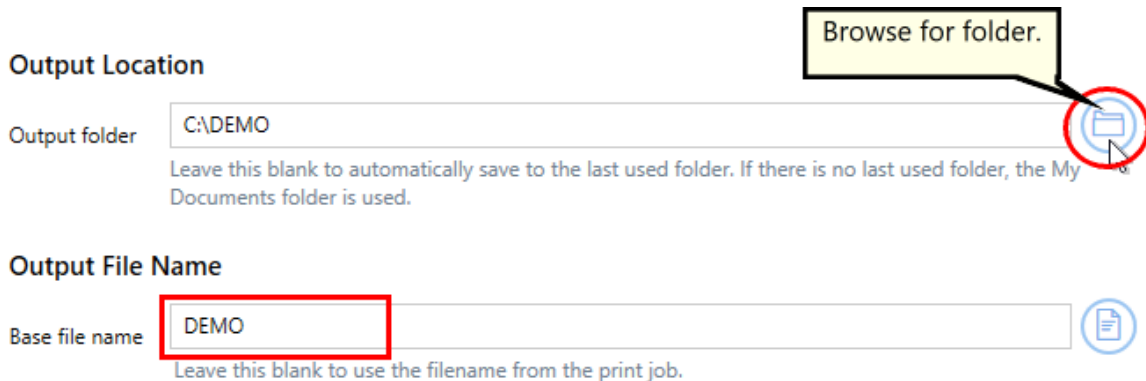 Browse for folder.
Output Location
Output folder
C:\DEMO
Leave this blank to automatically save to the last used folder. If there is no last used folder, the My
Documents folder is used.
Output File Name
Base file name
DEMO
Leave this blank to use the filename from the print job.